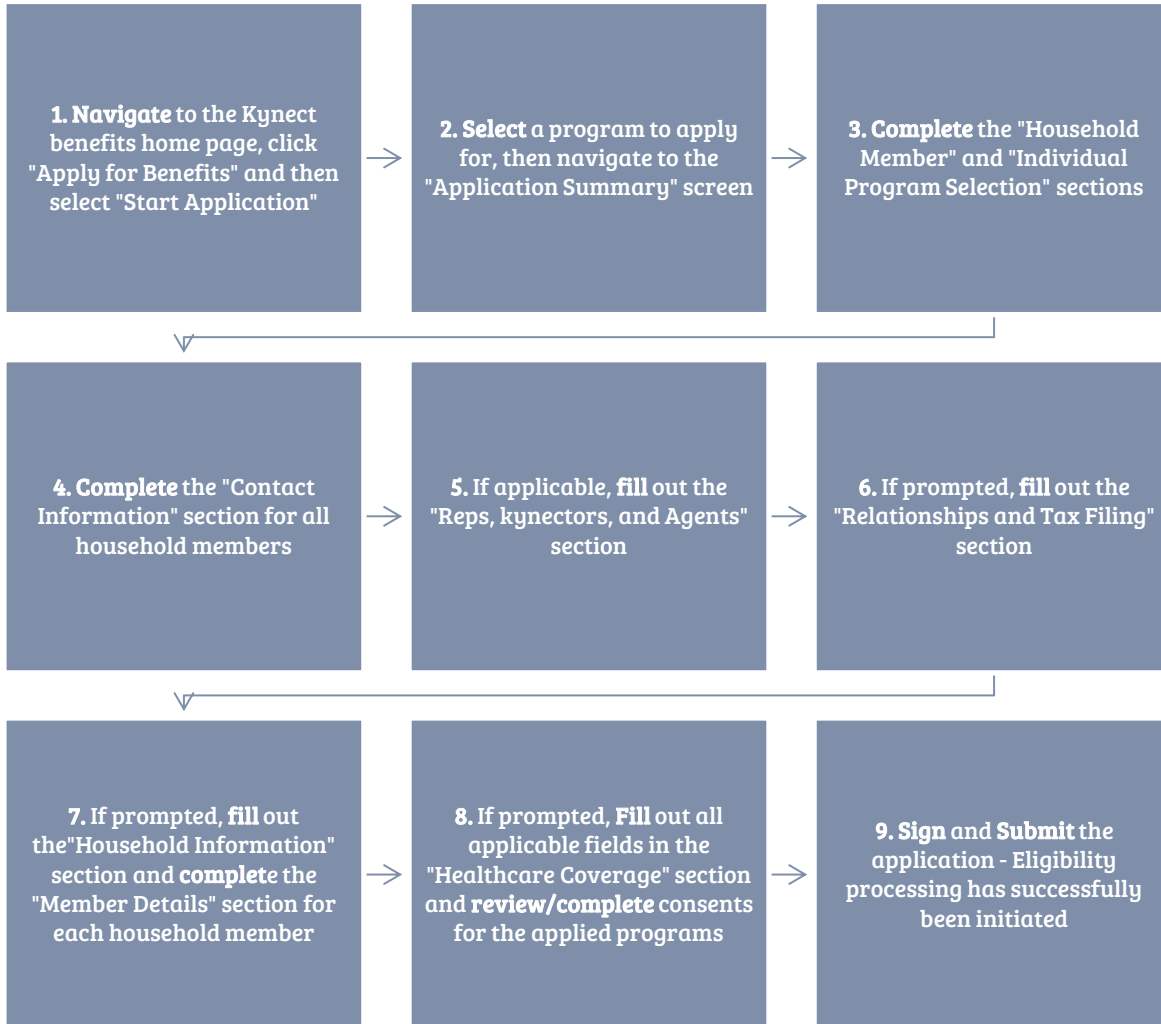 1. Navigate to the Kynect
benefits home page, click
"Apply for Benefits" and then
select "Start Application"
2. Select a program to apply
for, then navigate to the
"Application Summary" screen
3. Complete the "Household
Member" and "Individual
Program Selection" sections
4. Complete the "Contact
Information" section for all
household members
5. If applicable, fill out the
"Reps, kynectors, and Agents"
section
6. If prompted, fill out the
"Relationships and Tax Filing"
section
7. If prompted, fill out
the"Household Information"
section and complete the
"Member Details" section for
each household member
8. If prompted, Fill out all
applicable fields in the
"Healthcare Coverage" section
and review/complete consents
for the applied programs
9. Sign and Submit the
application - Eligibility
processing has successfully
been initiated